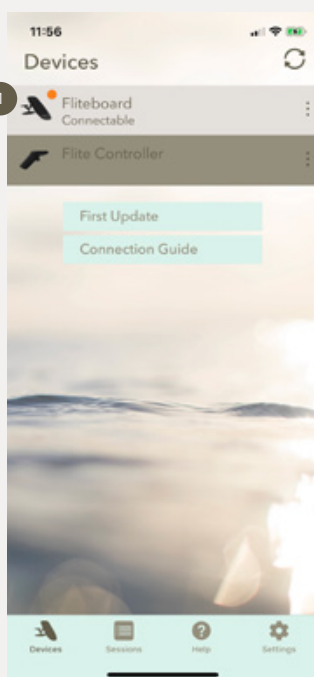 11:56
Devices
Fliteboard
Connectable
Flite Controller
First Update
Connection Guide
Devices Sessions Help Settings